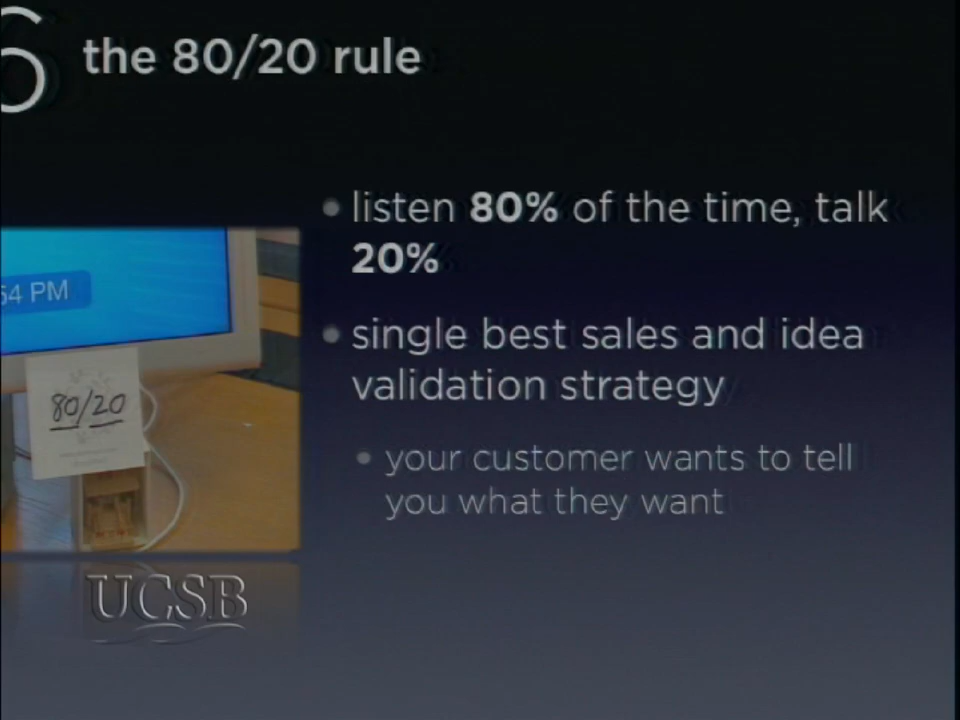 6 the 80/20 rule
• listen 80% of the time, talk
20%
• single best sales and idea
validation strategy
• your customer wants to tell
you what they want
54 PM
80/20
UCSB